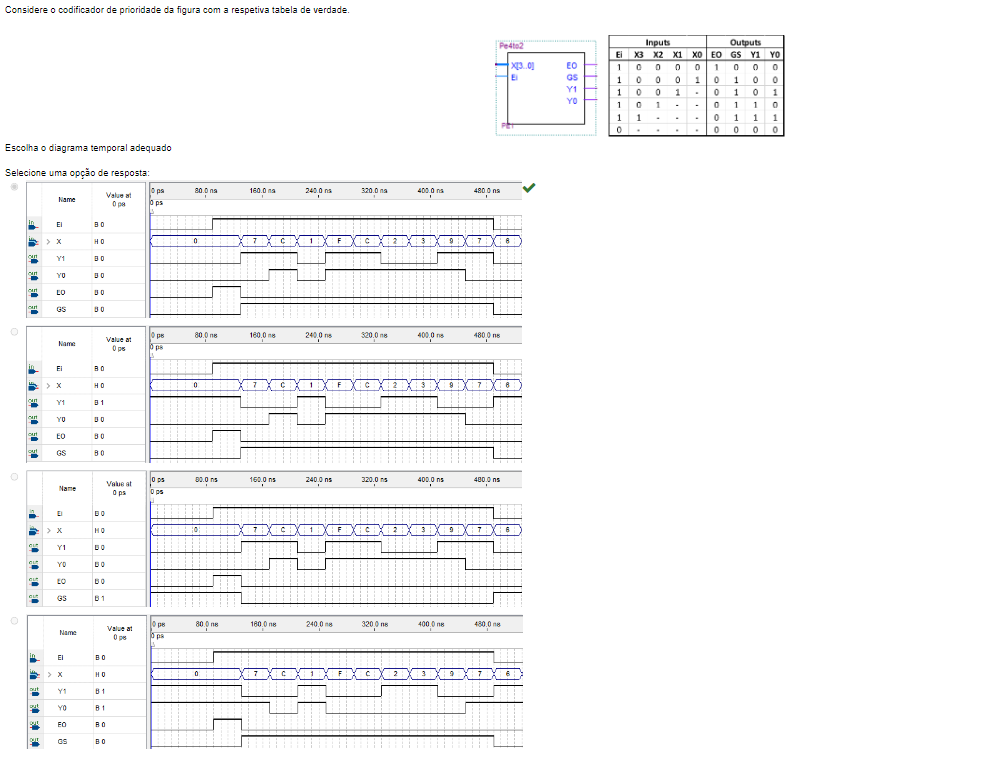 Considere o codificador de prioridade da figura com a respetiva tabela de verdade.
Pe4to2
X[3..0] EO
Ei GS
Y1
Y0
PE1
Inputs Outputs
Ei X3 X2 X1 X0 EO GS Y1 Y0
1 0 0 0 0 1 0 0 0
1 0 0 0 1 0 1 0 0
1 0 0 1 - 0 1 0 1
1 0 1 - - 0 1 1 0
1 1 - - - 0 1 1 1
0 - - - - 0 0 0 0
Escolha o diagrama temporal adequado
Selecione uma opção de resposta:
Name Value at 0 ps 0 ps 80.0 ns 160.0 ns 240.0 ns 320.0 ns 400.0 ns 480.0 ns
0 ps
in Ei B 0
> X H 0 0 7 C 1 F C 2 3 9 7 6
out Y1 B 0
out Y0 B 0
out EO B 0
out GS B 0
Name Value at 0 ps 0 ps 80.0 ns 160.0 ns 240.0 ns 320.0 ns 400.0 ns 480.0 ns
0 ps
in Ei B 0
> X H 0 0 7 C 1 F C 2 3 9 7 6
out Y1 B 1
out Y0 B 0
out EO B 0
out GS B 0
Name Value at 0 ps 0 ps 80.0 ns 160.0 ns 240.0 ns 320.0 ns 400.0 ns 480.0 ns
0 ps
in Ei B 0
> X H 0 0 7 C 1 F C 2 3 9 7 6
out Y1 B 0
out Y0 B 0
out EO B 0
out GS B 1
Name Value at 0 ps 0 ps 80.0 ns 160.0 ns 240.0 ns 320.0 ns 400.0 ns 480.0 ns
0 ps
in Ei B 0
> X H 0 0 7 C 1 F C 2 3 9 7 6
out Y1 B 1
out Y0 B 1
out EO B 0
out GS B 0